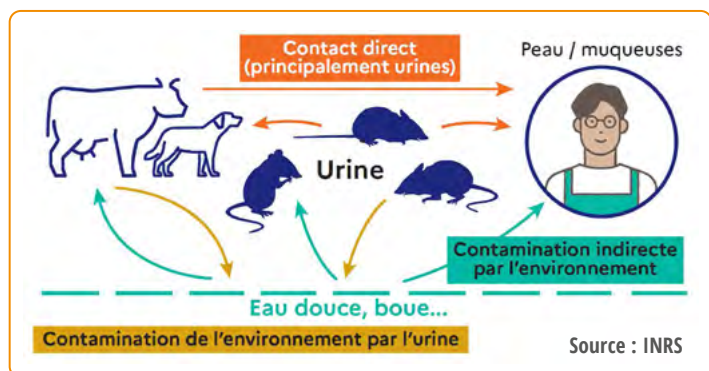 Contact direct
(principalement urines)
Peau / muqueuses
Urine
Contamination indirecte
par l'environnement
Eau douce, boue...
Contamination de l'environnement par l'urine
Source : INRS